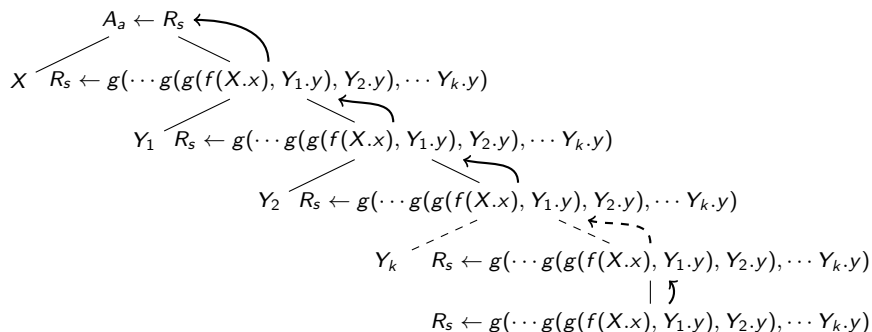 A_a ← R_s
X R_s ← g(⋯g(g(f(X.x), Y_1.y), Y_2.y), ⋯ Y_k.y)
Y_1 R_s ← g(⋯g(g(f(X.x), Y_1.y), Y_2.y), ⋯ Y_k.y)
Y_2 R_s ← g(⋯g(g(f(X.x), Y_1.y), Y_2.y), ⋯ Y_k.y)
Y_k R_s ← g(⋯g(g(f(X.x), Y_1.y), Y_2.y), ⋯ Y_k.y)
R_s ← g(⋯g(g(f(X.x), Y_1.y), Y_2.y), ⋯ Y_k.y)